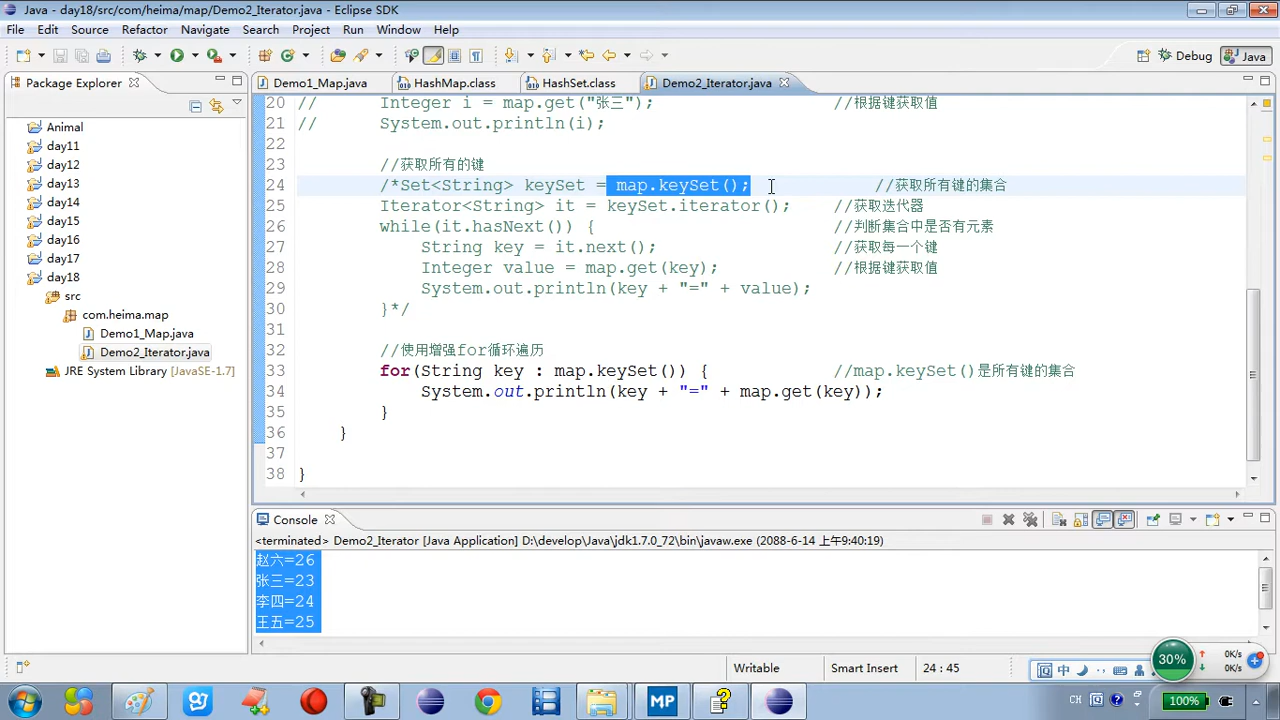 Java - day18/src/com/heima/map/Demo2_Iterator.java - Eclipse SDK
File Edit Source Refactor Navigate Search Project Run Window Help
Debug Java
Package Explorer
Demo1_Map.java HashMap.class HashSet.class Demo2_Iterator.java
Animal
day11
day12
day13
day14
day15
day16
day17
day18
src
com.heima.map
Demo1_Map.java
Demo2_Iterator.java
JRE System Library [JavaSE-1.7]
20 // Integer i = map.get("张三"); //根据键获取值
21 // System.out.println(i);
22
23 //获取所有的键
24 /*Set<String> keySet = map.keySet(); //获取所有键的集合
25 Iterator<String> it = keySet.iterator(); //获取迭代器
26 while(it.hasNext()) { //判断集合中是否有元素
27 String key = it.next(); //获取每一个键
28 Integer value = map.get(key); //根据键获取值
29 System.out.println(key + "=" + value);
30 }*/
31
32 //使用增强for循环遍历
33 for(String key : map.keySet()) { //map.keySet()是所有键的集合
34 System.out.println(key + "=" + map.get(key));
35 }
36 }
37
38 }
Console
<terminated> Demo2_Iterator [Java Application] D:\develop\Java\jdk1.7.0_72\bin\javaw.exe (2088-6-14 上午9:40:19)
赵六=26
张三=23
李四=24
王五=25
Writable Smart Insert 24 : 45
中
30% 0K/s
0K/s
MP
CH 100%